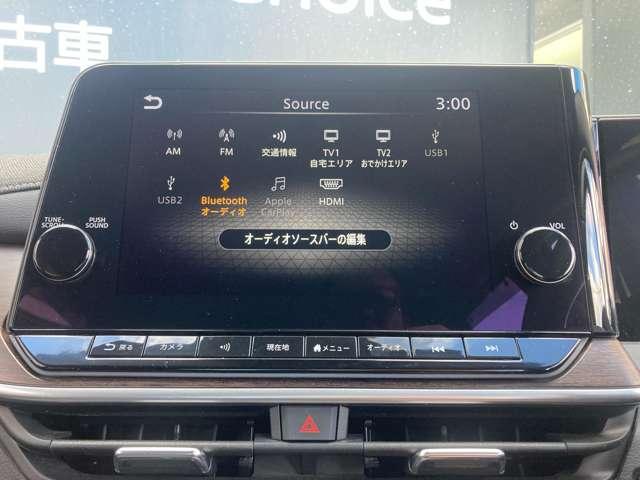 Choice
古車
Source
3:00
AM
FM
交通情報
TV1
自宅エリア
TV2
おでかけエリア
USB1
USB2
Bluetooth
オーディオ
Apple
CarPlay
HDMI
TUNE·
SCROLL
PUSH
SOUND
VOL
オーディオソースバーの編集
戻る
カメラ
現在地
メニュー
オーディオ